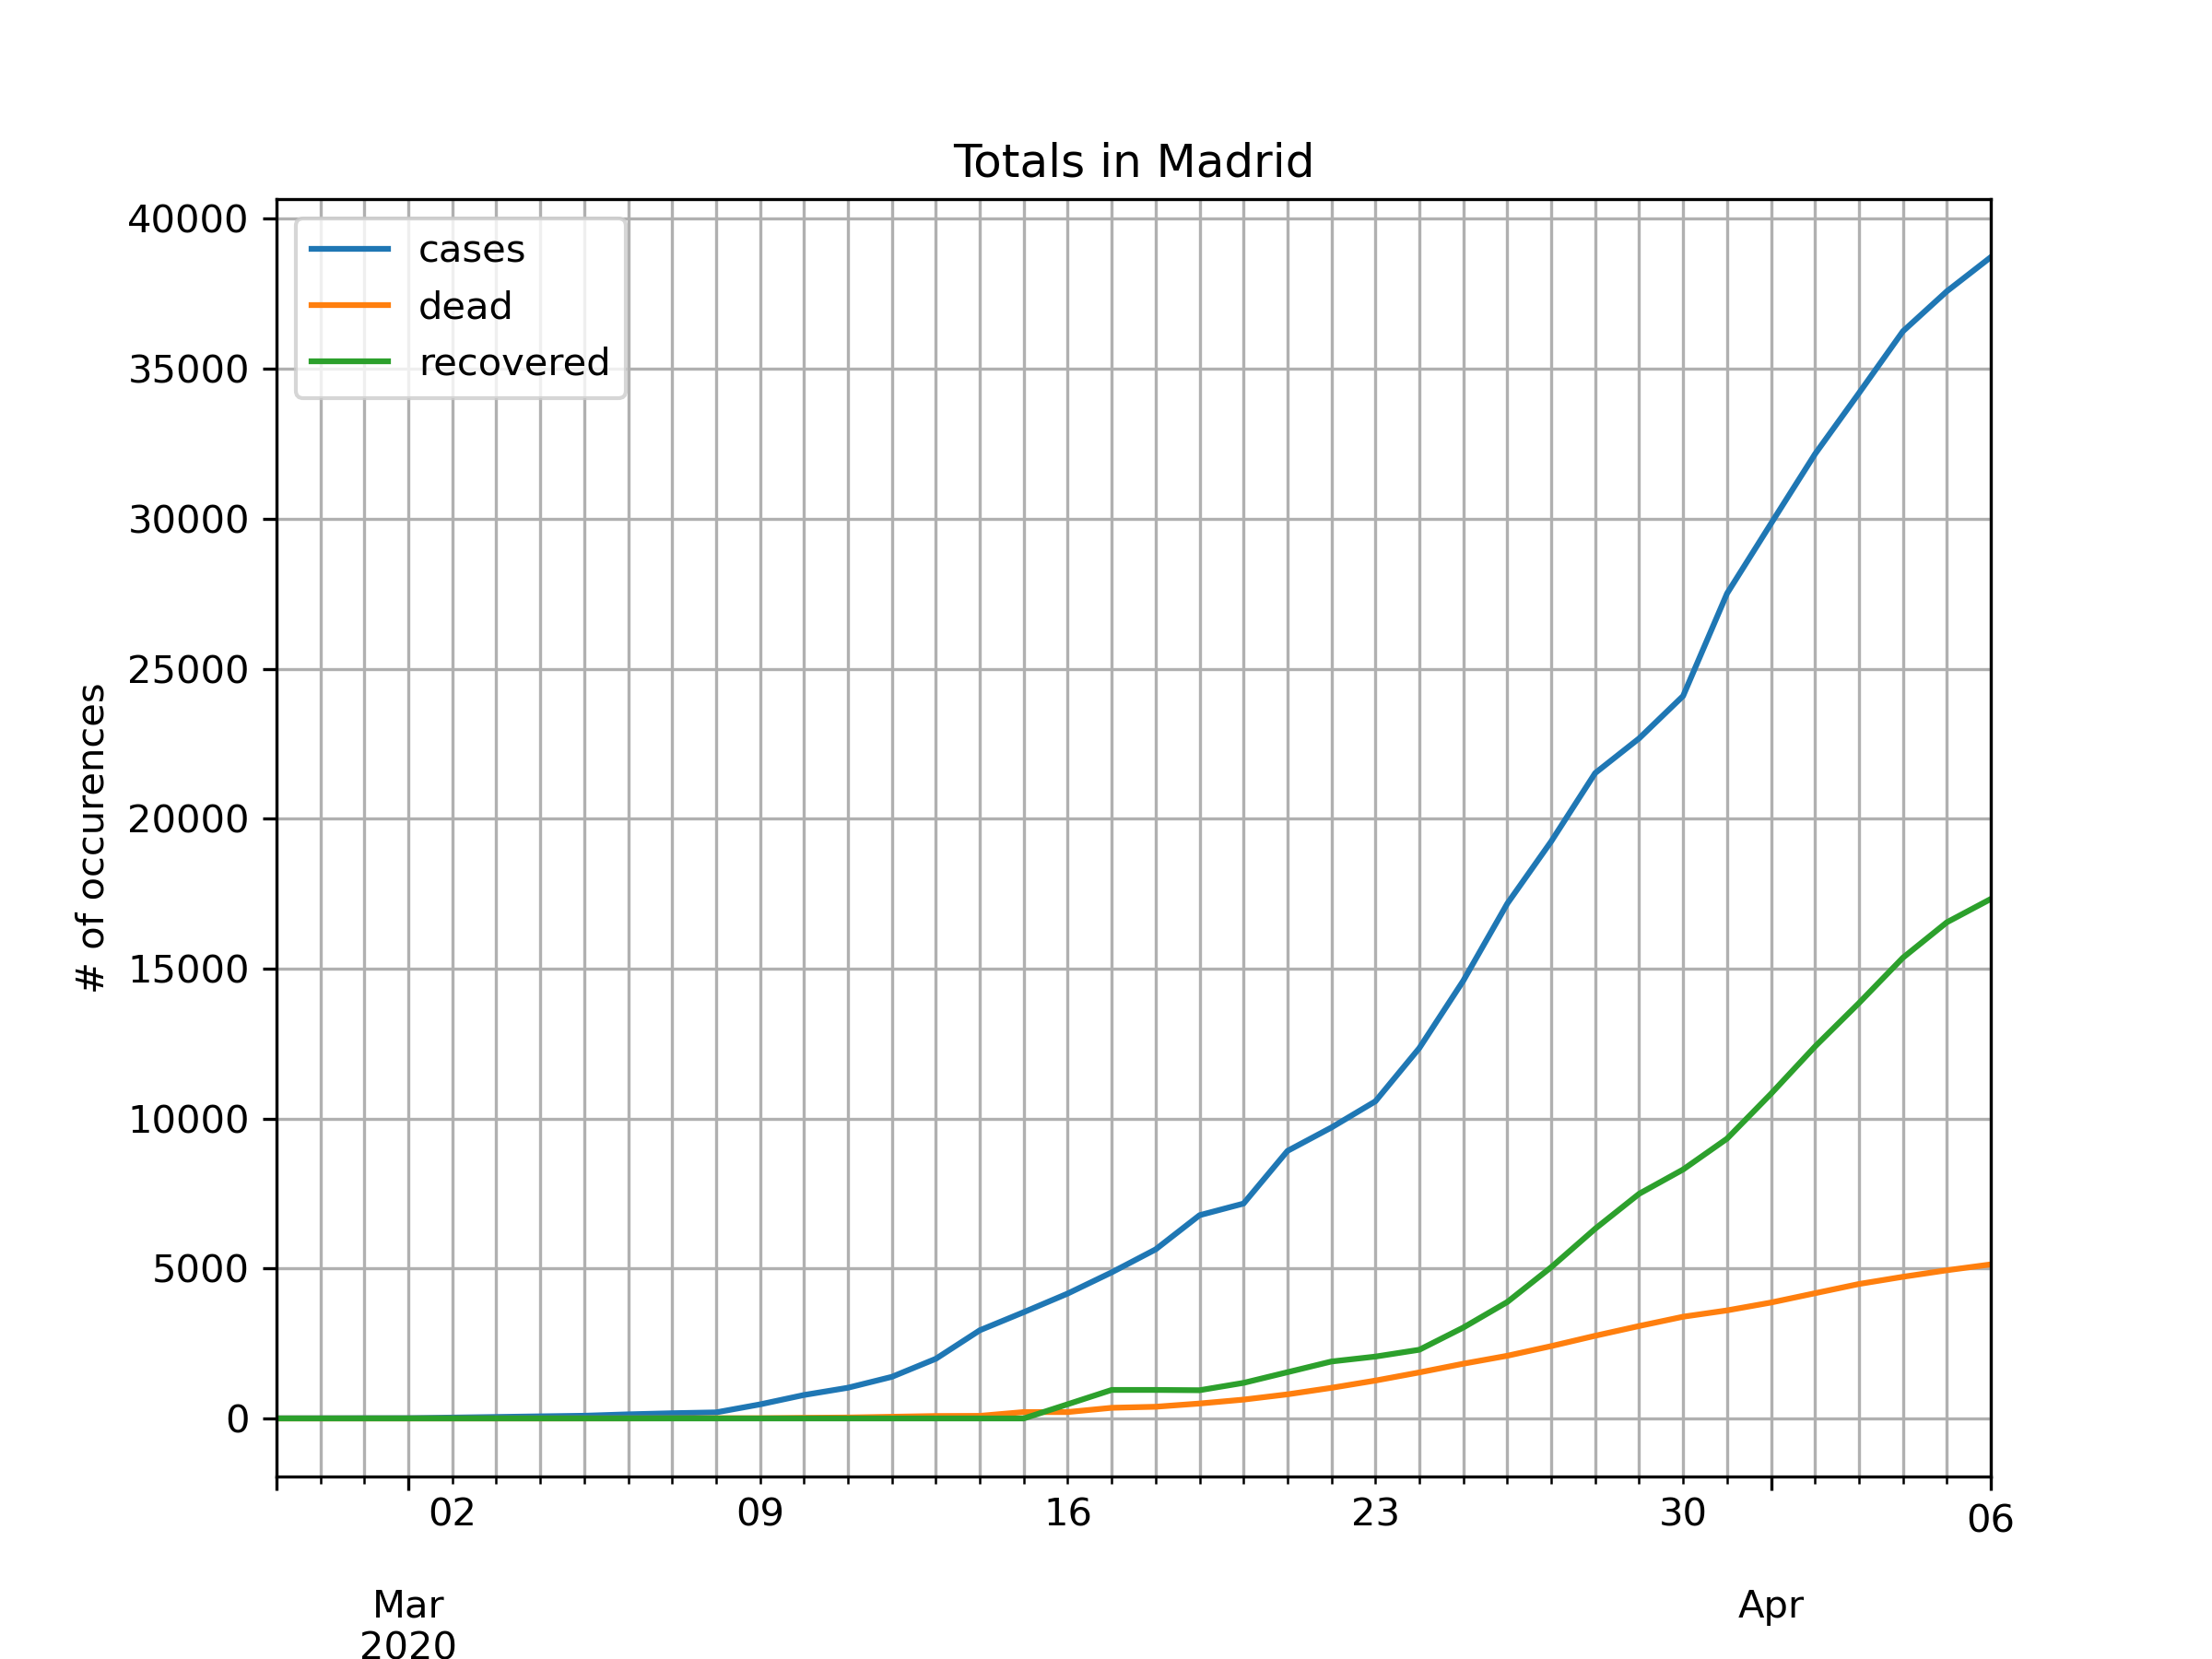 Totals in Madrid
cases
dead
recovered
# of occurences
40000
35000
30000
25000
20000
15000
10000
5000
0
02 09 16 23 30 06
Mar Apr
2020